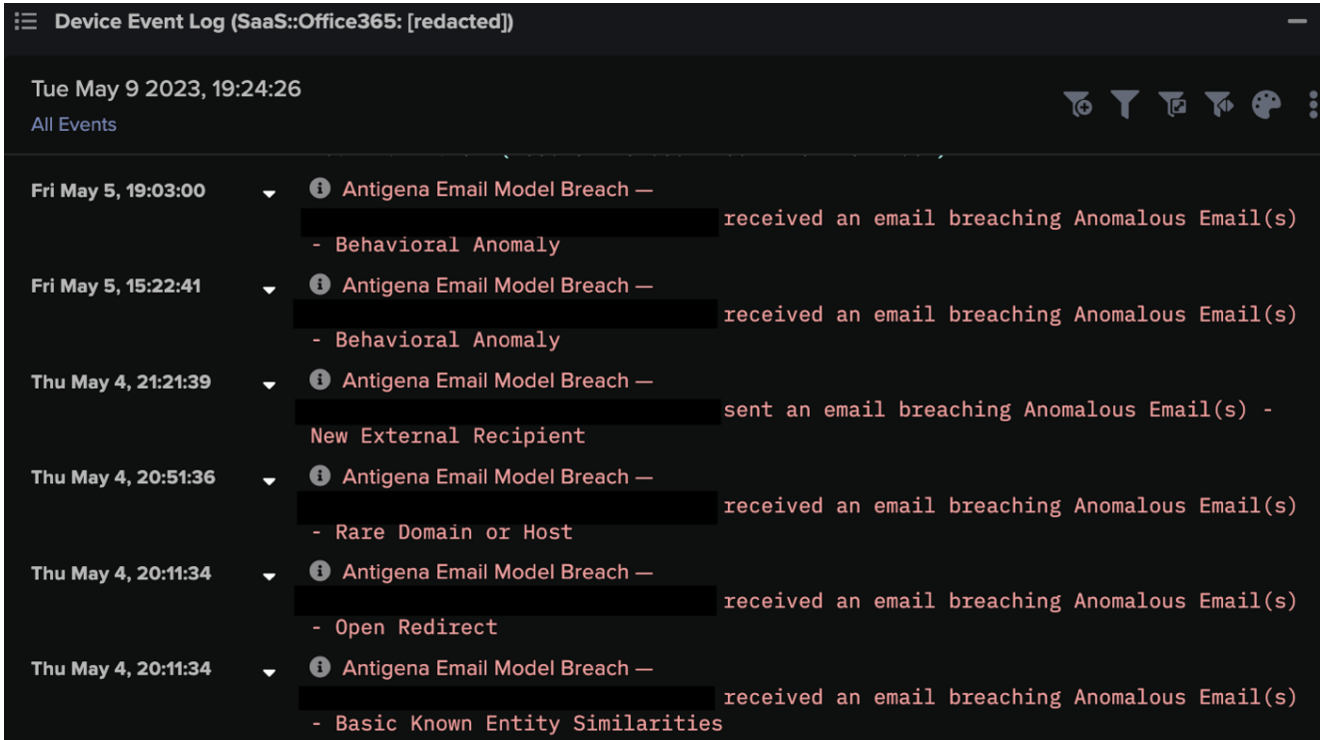 Device Event Log (SaaS::Office365: [redacted])
Tue May 9 2023, 19:24:26
All Events
Fri May 5, 19:03:00 Antigena Email Model Breach —
received an email breaching Anomalous Email(s)
- Behavioral Anomaly
Fri May 5, 15:22:41 Antigena Email Model Breach —
received an email breaching Anomalous Email(s)
- Behavioral Anomaly
Thu May 4, 21:21:39 Antigena Email Model Breach —
sent an email breaching Anomalous Email(s) -
New External Recipient
Thu May 4, 20:51:36 Antigena Email Model Breach —
received an email breaching Anomalous Email(s)
- Rare Domain or Host
Thu May 4, 20:11:34 Antigena Email Model Breach —
received an email breaching Anomalous Email(s)
- Open Redirect
Thu May 4, 20:11:34 Antigena Email Model Breach —
received an email breaching Anomalous Email(s)
- Basic Known Entity Similarities